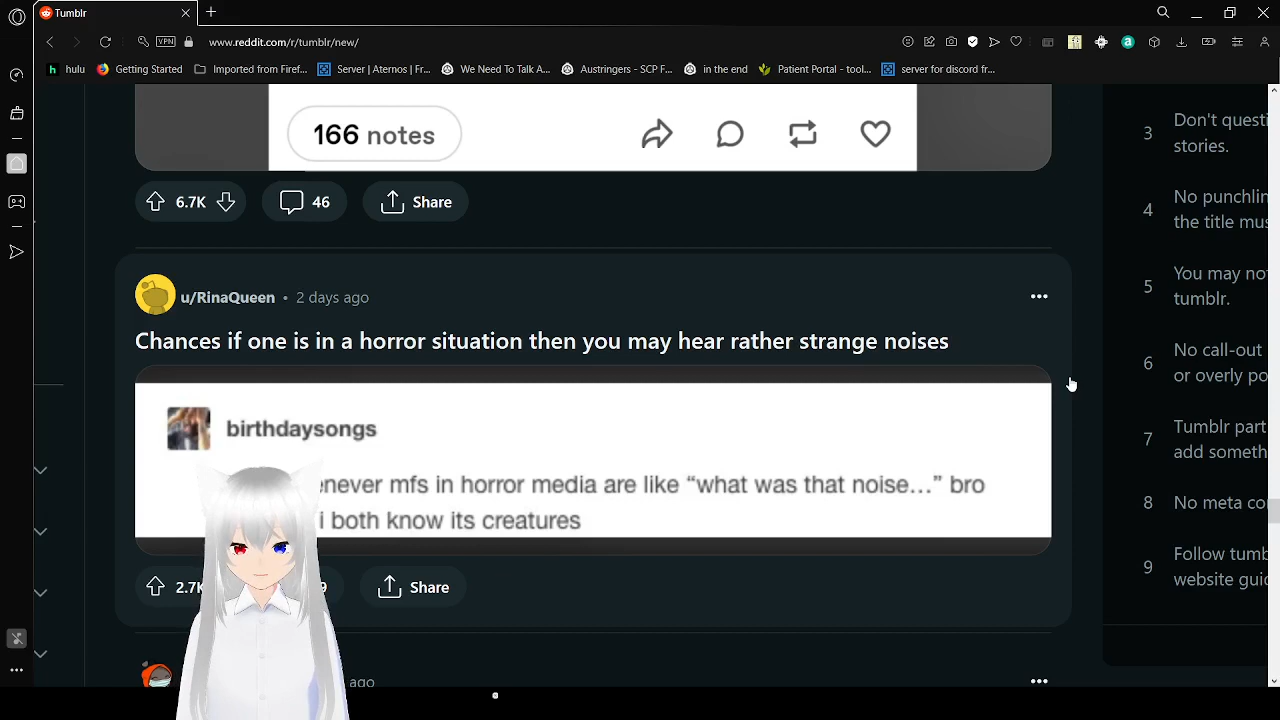 Tumblr
VPN
www.reddit.com/r/tumblr/new/
h hulu
Getting Started
Imported from Firef...
Server | Aternos | Fr...
We Need To Talk A...
Austringers - SCP F...
in the end
Patient Portal - tool...
server for discord fr...
166 notes
6.7K
46
Share
u/RinaQueen • 2 days ago
Chances if one is in a horror situation then you may hear rather strange noises
birthdaysongs
enever mfs in horror media are like “what was that noise...” bro
i both know its creatures
2.7K
9
Share
ago
3 Don't questi
stories.
4 No punchlin
the title mus
5 You may no
tumblr.
6 No call-out
or overly po
7 Tumblr part
add someth
8 No meta co
9 Follow tumb
website guid